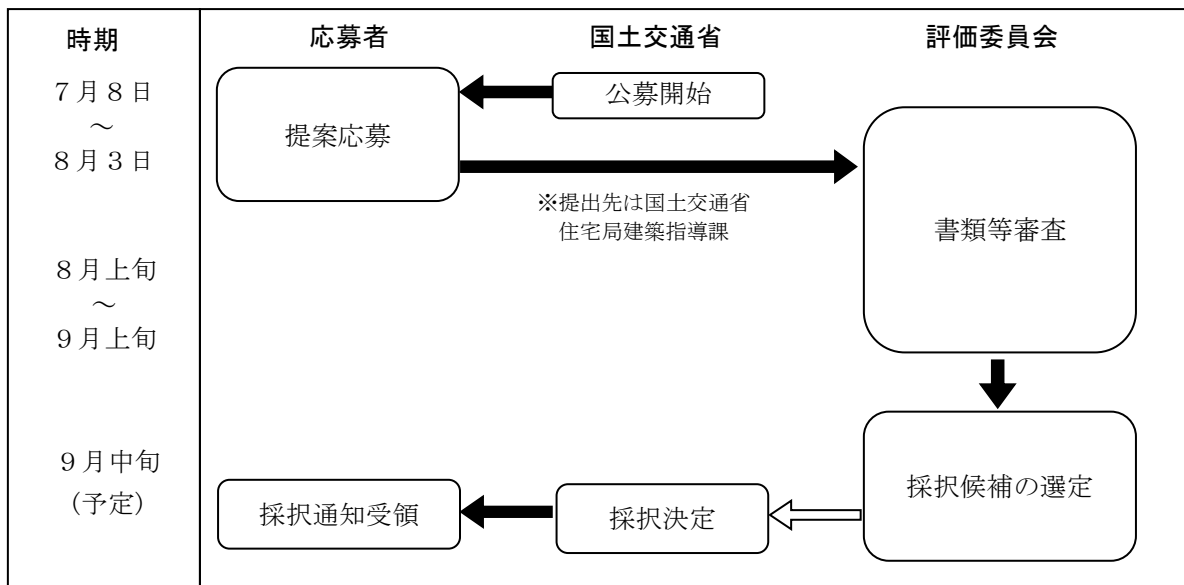 時期
応募者
国土交通省
評価委員会
７月８日
～
８月３日
提案応募
公募開始
※提出先は国土交通省
住宅局建築指導課
書類等審査
８月上旬
～
９月上旬
９月中旬
（予定）
採択通知受領
採択決定
採択候補の選定